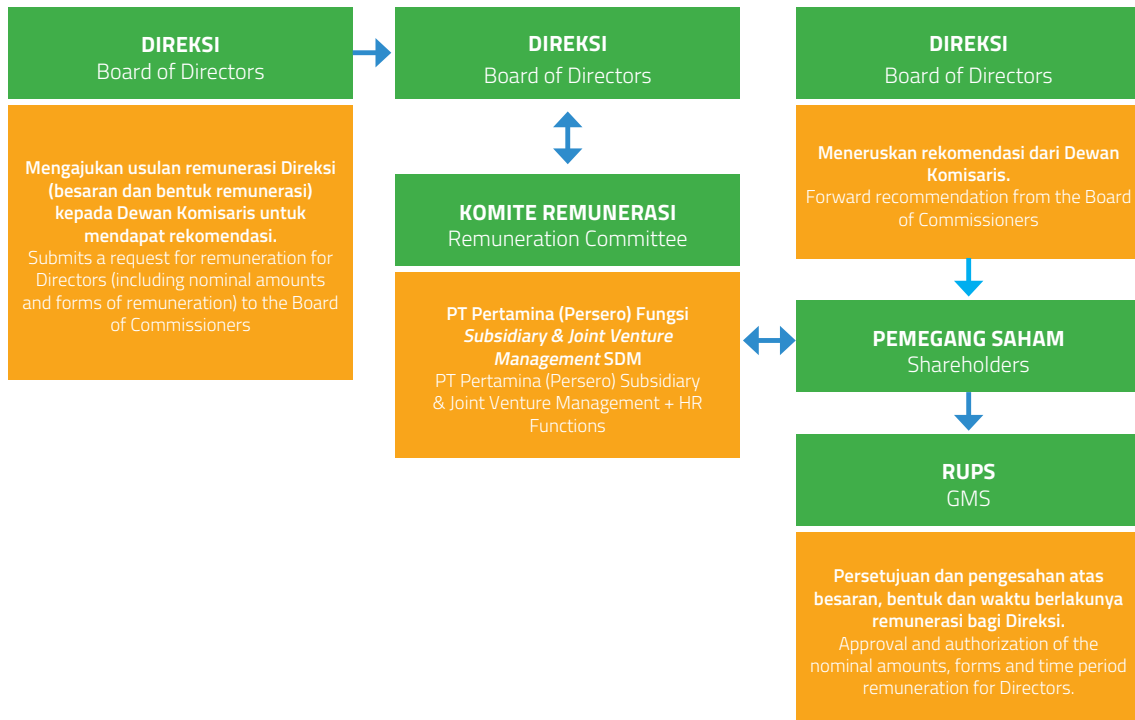 DIREKSI
Board of Directors
Mengajukan usulan remunerasi Direksi
(besaran dan bentuk remunerasi)
kepada Dewan Komisaris untuk
mendapat rekomendasi.
Submits a request for remuneration for
Directors (including nominal amounts
and forms of remuneration) to the Board
of Commissioners
DIREKSI
Board of Directors
KOMITE REMUNERASI
Remuneration Committee
PT Pertamina (Persero) Fungsi
Subsidiary & Joint Venture
Management SDM
PT Pertamina (Persero) Subsidiary
& Joint Venture Management + HR
Functions
DIREKSI
Board of Directors
Meneruskan rekomendasi dari Dewan
Komisaris.
Forward recommendation from the Board
of Commissioners
PEMEGANG SAHAM
Shareholders
RUPS
GMS
Persetujuan dan pengesahan atas
besaran, bentuk dan waktu berlakunya
remunerasi bagi Direksi.
Approval and authorization of the
nominal amounts, forms and time period
remuneration for Directors.